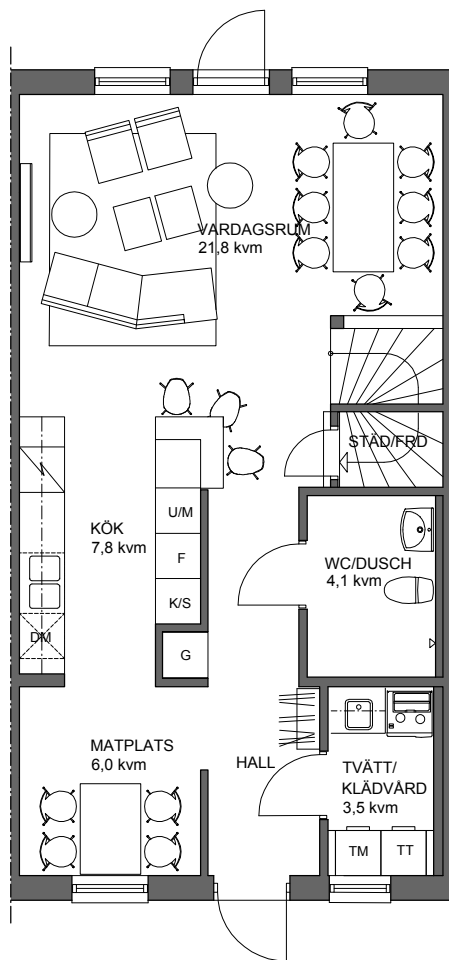 VARDAGSRUM
21,8 kvm
STÄD/FRD
U/M
KÖK
7,8 kvm
F
WC/DUSCH
4,1 kvm
K/S
DM
G
MATPLATS
6,0 kvm
HALL
TVÄTT/
KLÄDVÅRD
3,5 kvm
TM
TT